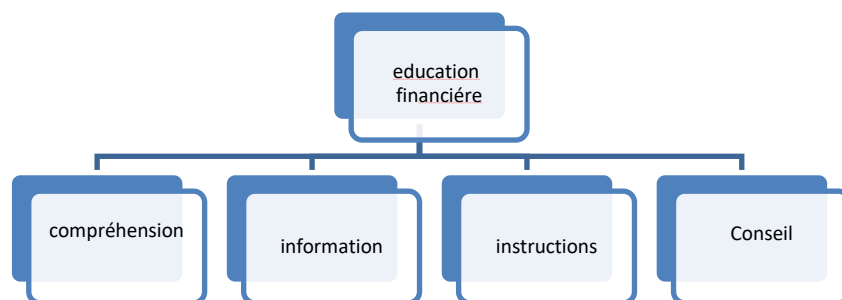 education
financiére
compréhension
information
instructions
Conseil